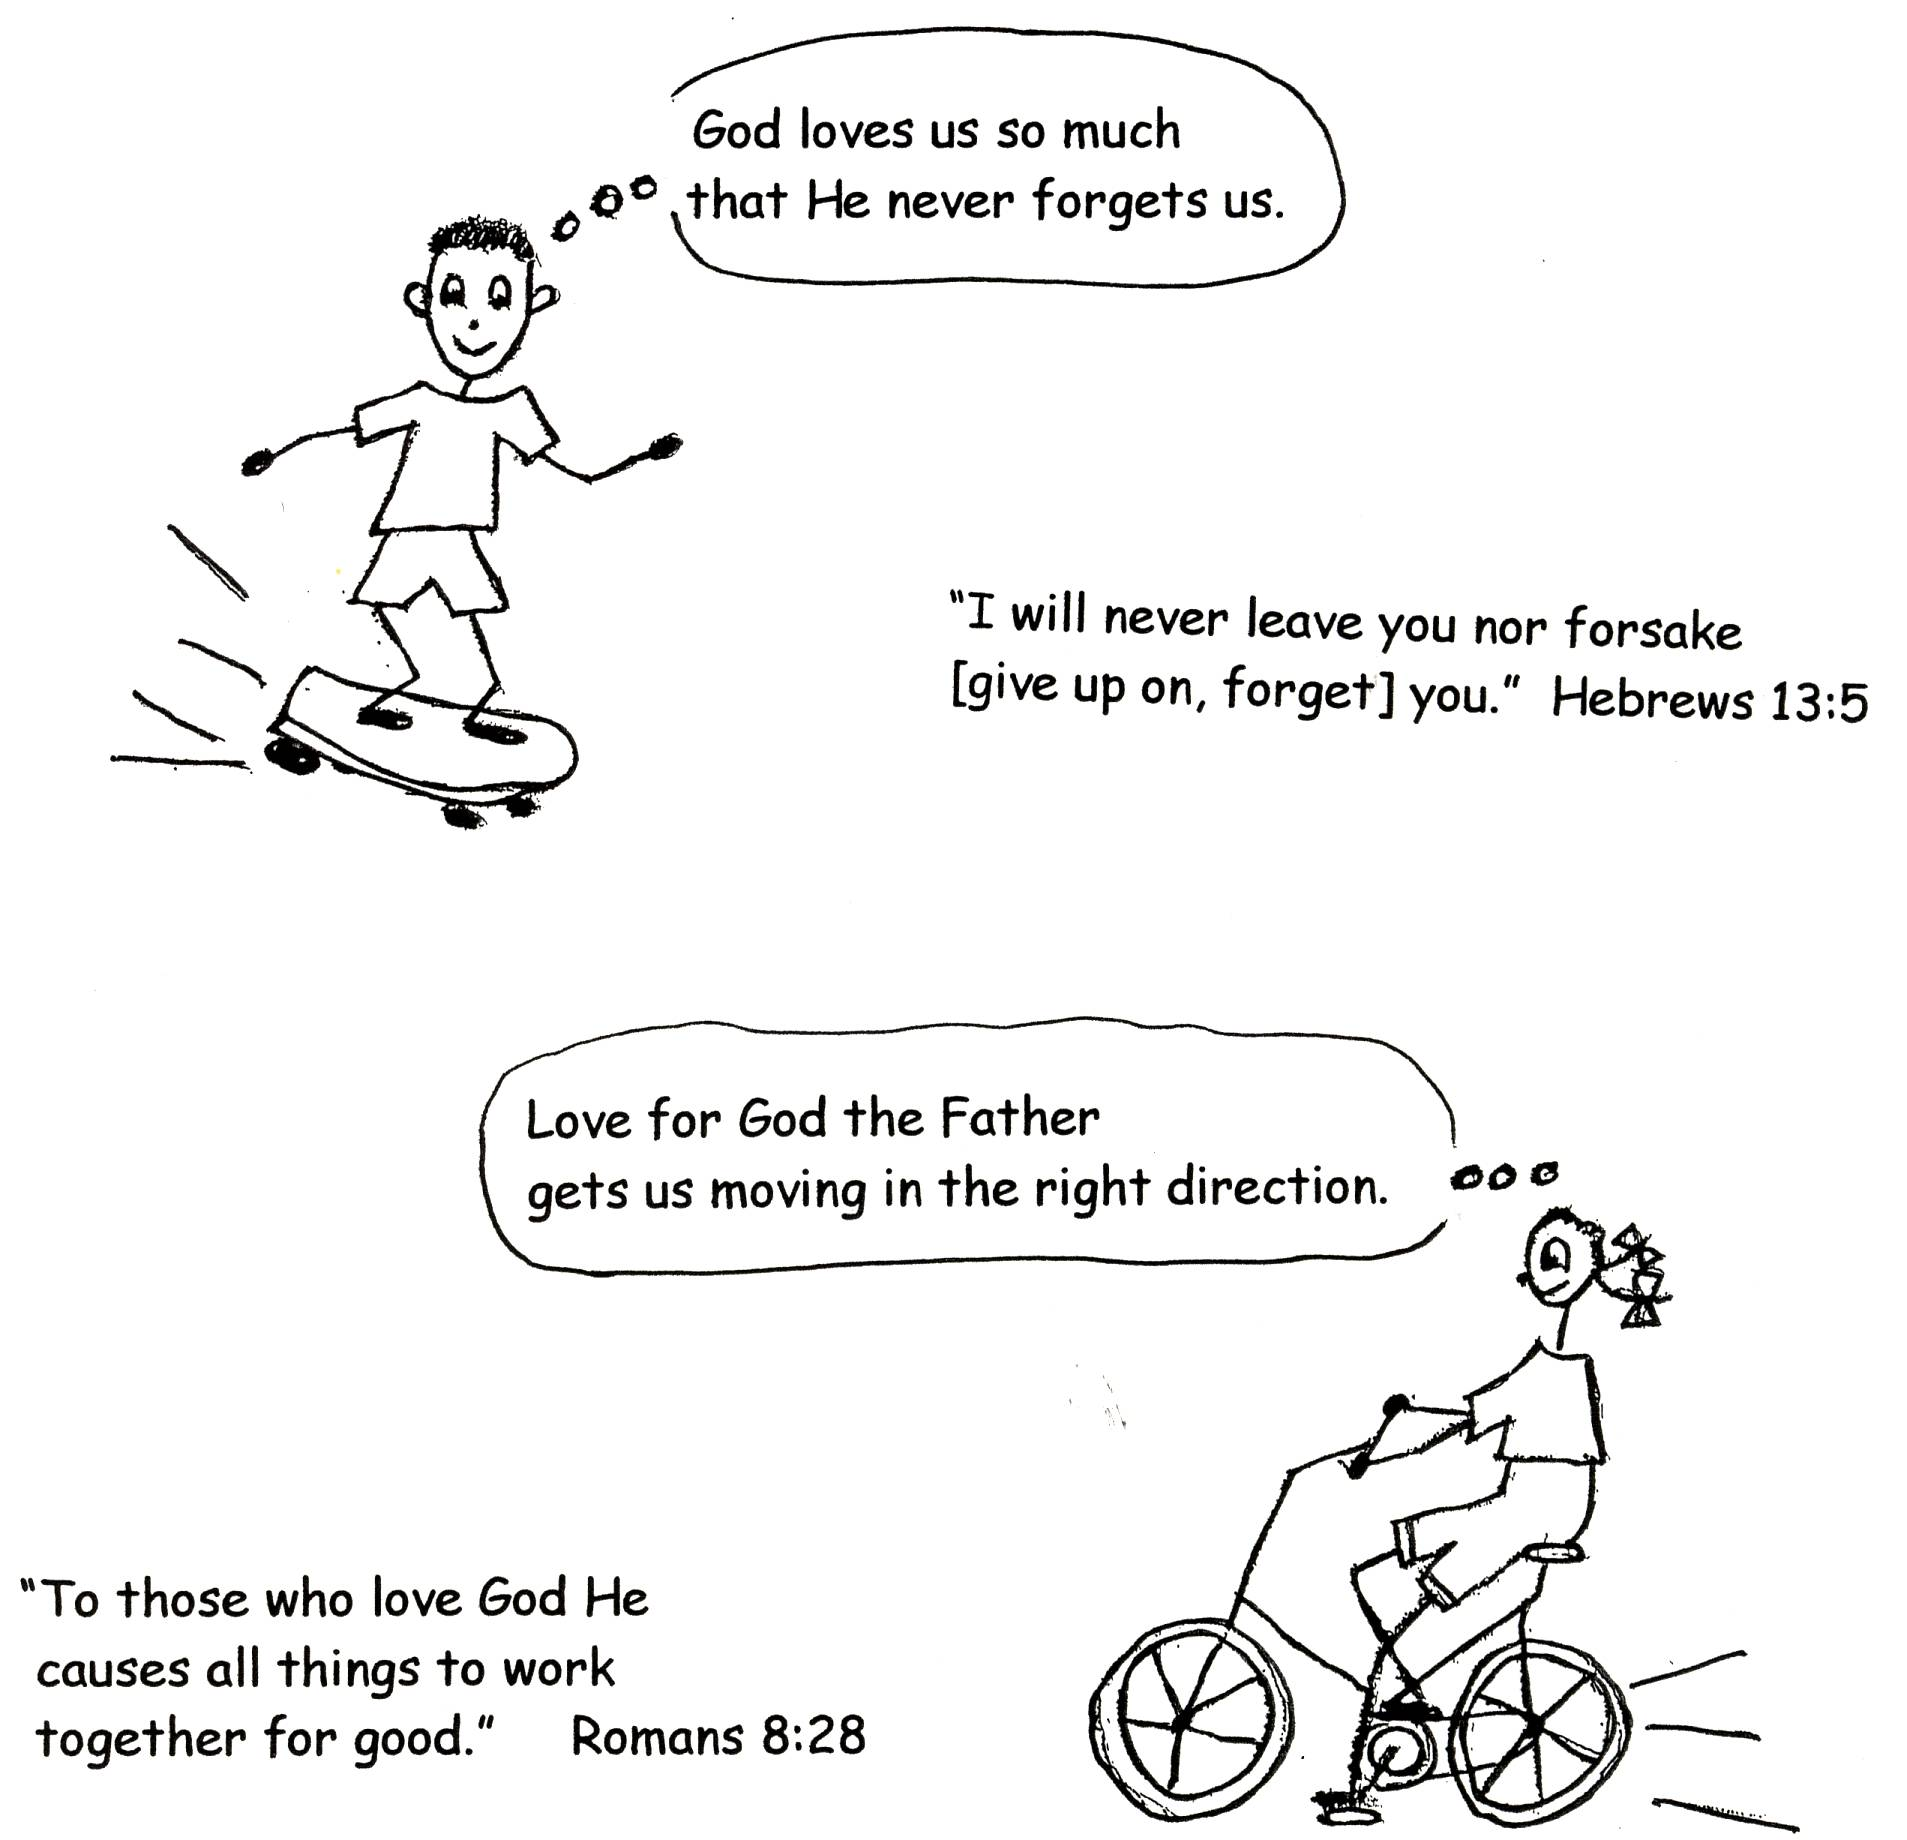 God loves us so much
that He never forgets us.
"I will never leave you nor forsake
[give up on, forget] you." Hebrews 13:5
Love for God the Father
gets us moving in the right direction.
"To those who love God He
causes all things to work
together for good." Romans 8:28